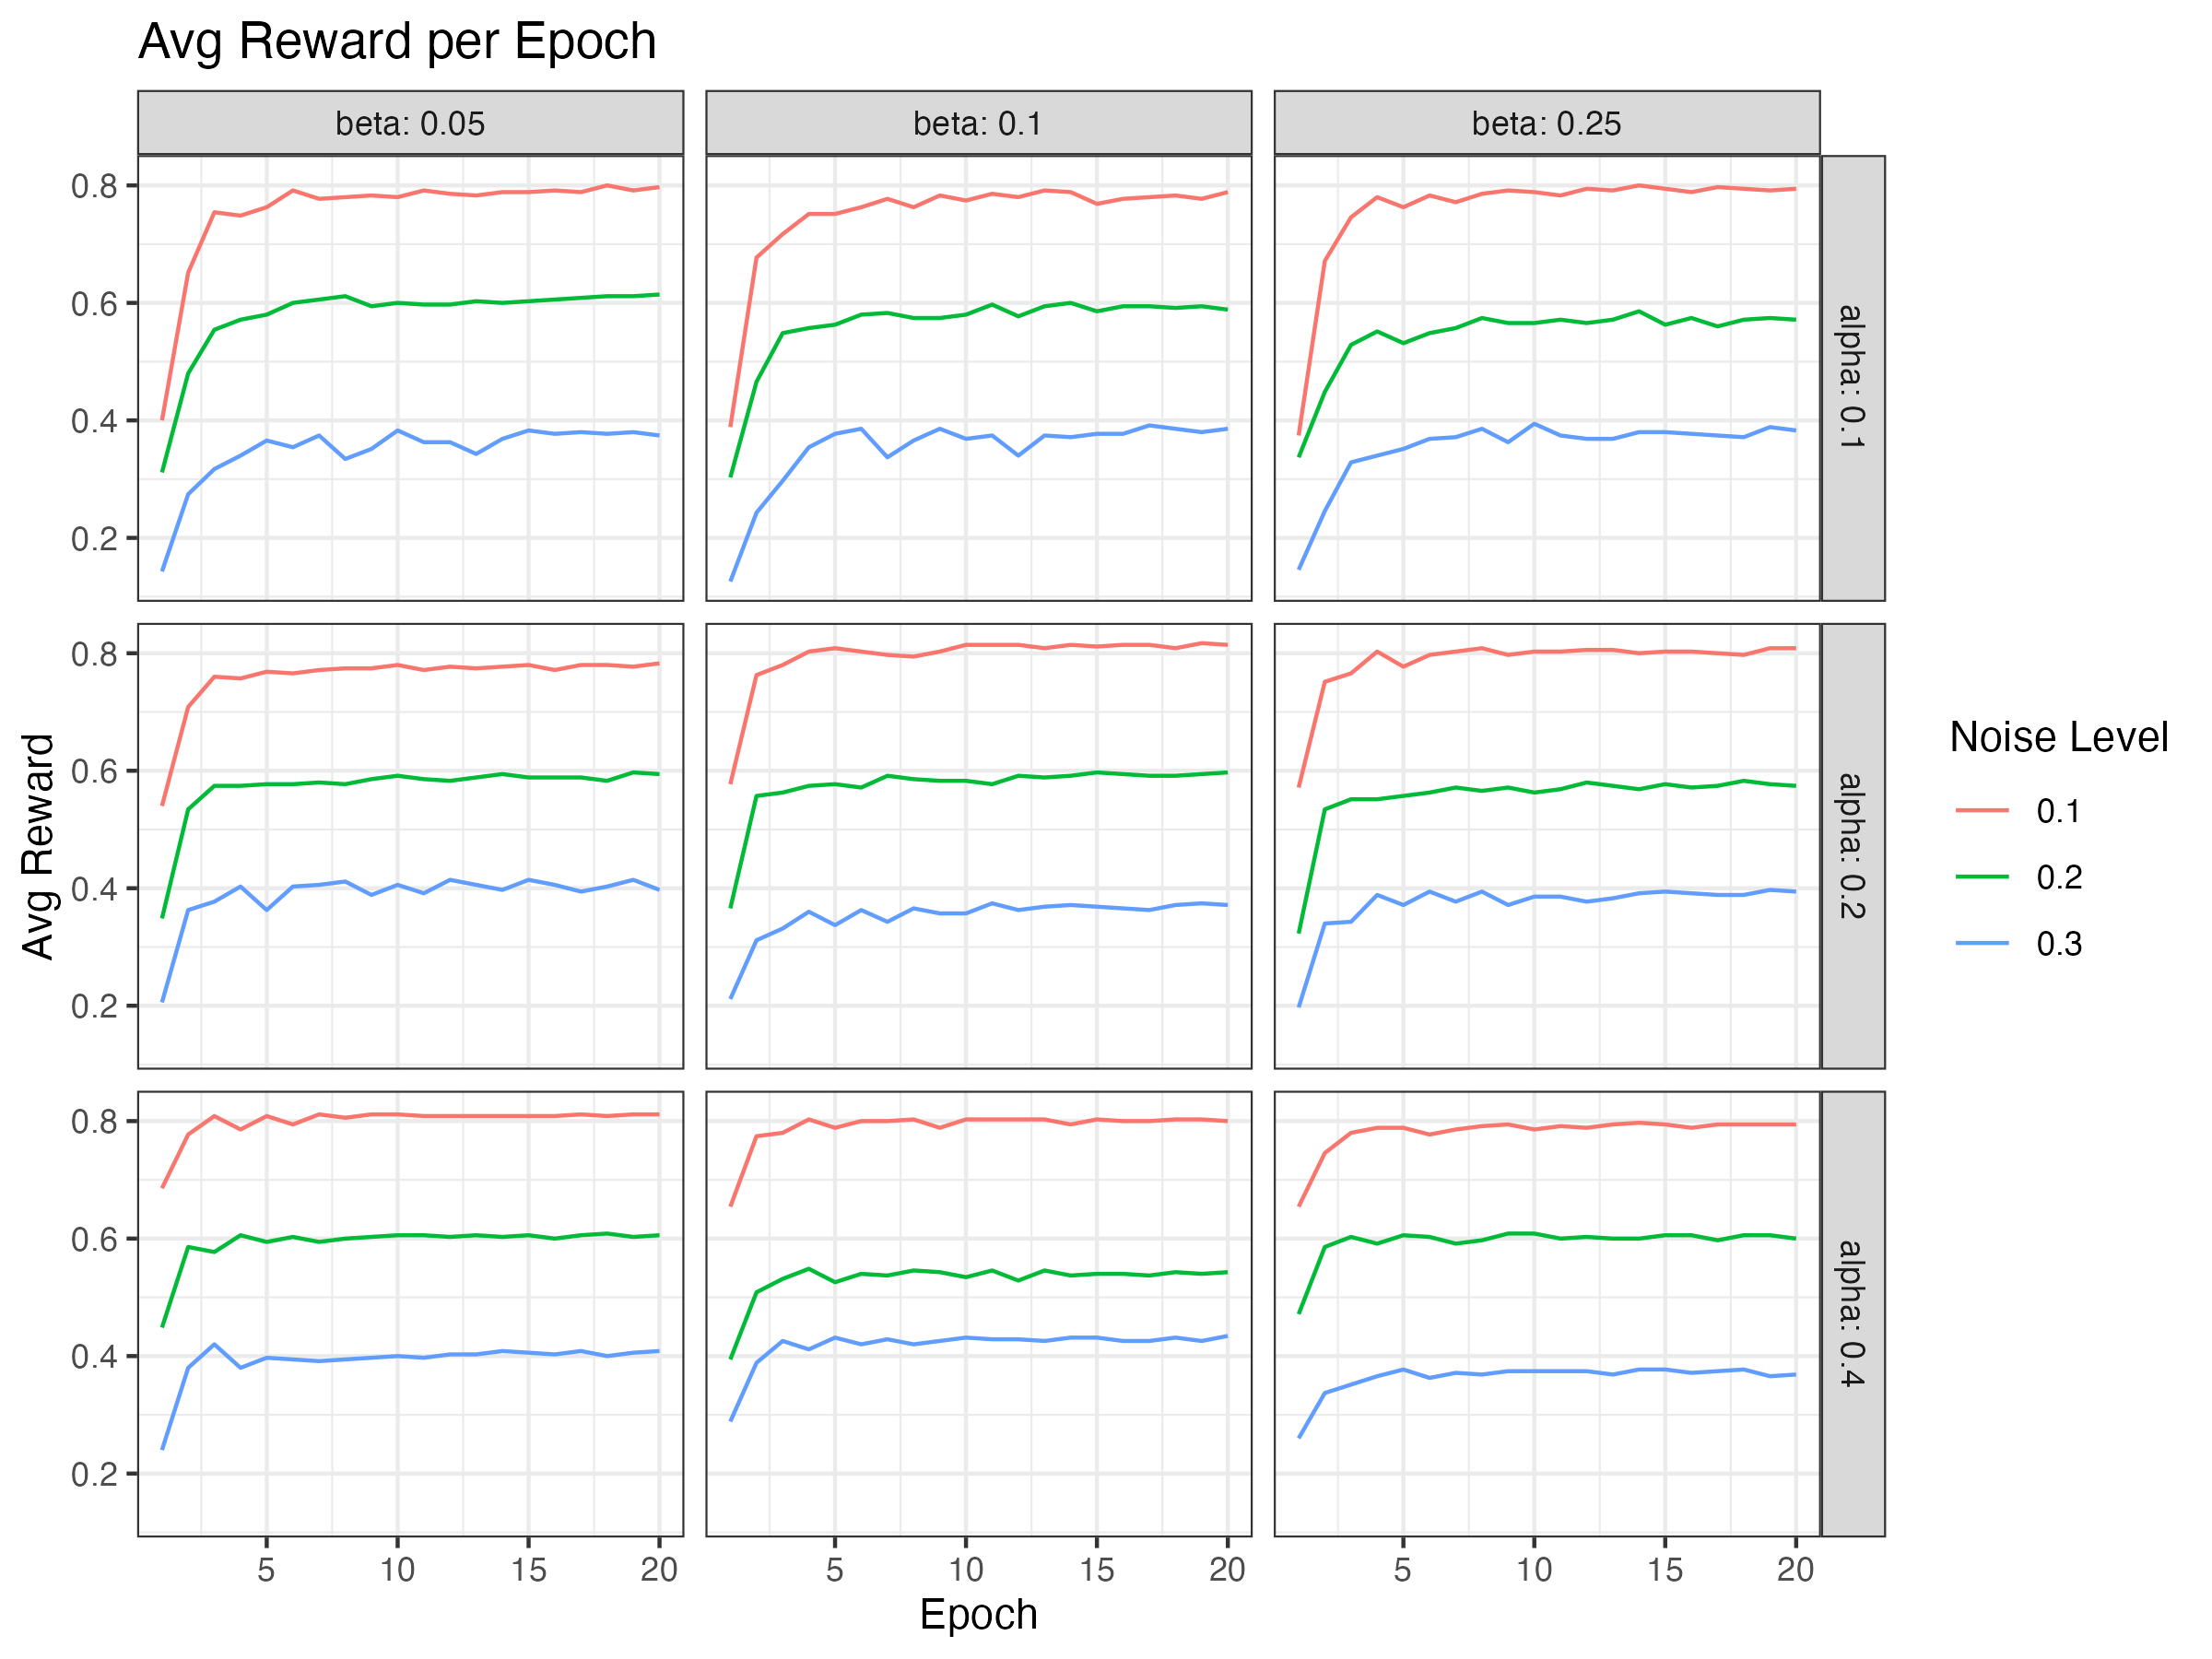 Avg Reward per Epoch
beta: 0.05
beta: 0.1
beta: 0.25
0.8
0.6
0.4
0.2
alpha: 0.1
0.8
0.6
0.4
0.2
alpha: 0.2
0.8
0.6
0.4
0.2
alpha: 0.4
Avg Reward
5 10 15 20
5 10 15 20
5 10 15 20
Epoch
Noise Level
0.1
0.2
0.3